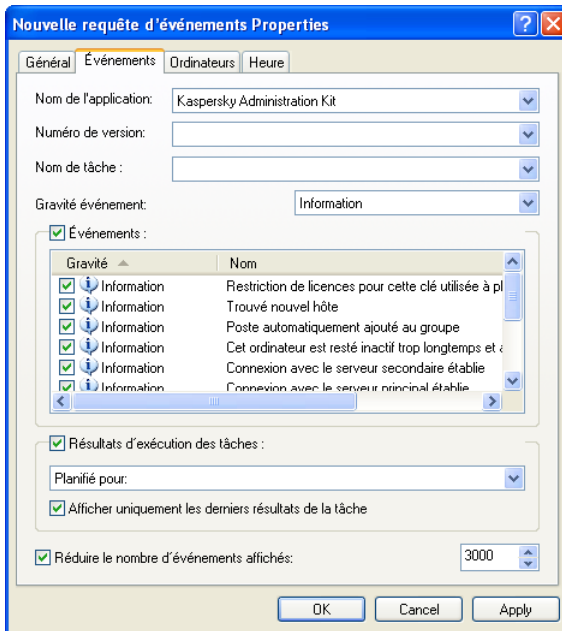 Nouvelle requête d'événements Properties
Général Événements Ordinateurs Heure
Nom de l'application: Kaspersky Administration Kit
Numéro de version:
Nom de tâche :
Gravité événement: Information
Événements :
Gravité Nom
Information Restriction de licences pour cette clé utilisée à pl
Information Trouvé nouvel hôte
Information Poste automatiquement ajouté au groupe
Information Cet ordinateur est resté inactif trop longtemps et a
Information Connexion avec le serveur secondaire établie
Information Connexion avec le serveur principal établie
Résultats d'exécution des tâches :
Planifié pour:
Afficher uniquement les derniers résultats de la tâche
Réduire le nombre d'événements affichés: 3000
OK Cancel Apply